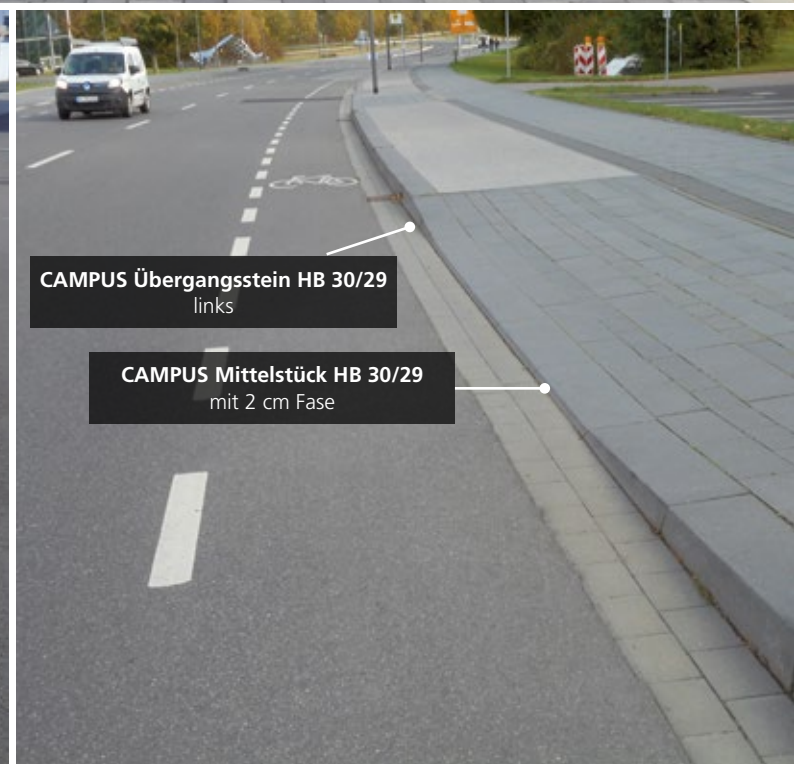 CAMPUS Übergangsstein HB 30/29
links
CAMPUS Mittelstück HB 30/29
mit 2 cm Fase